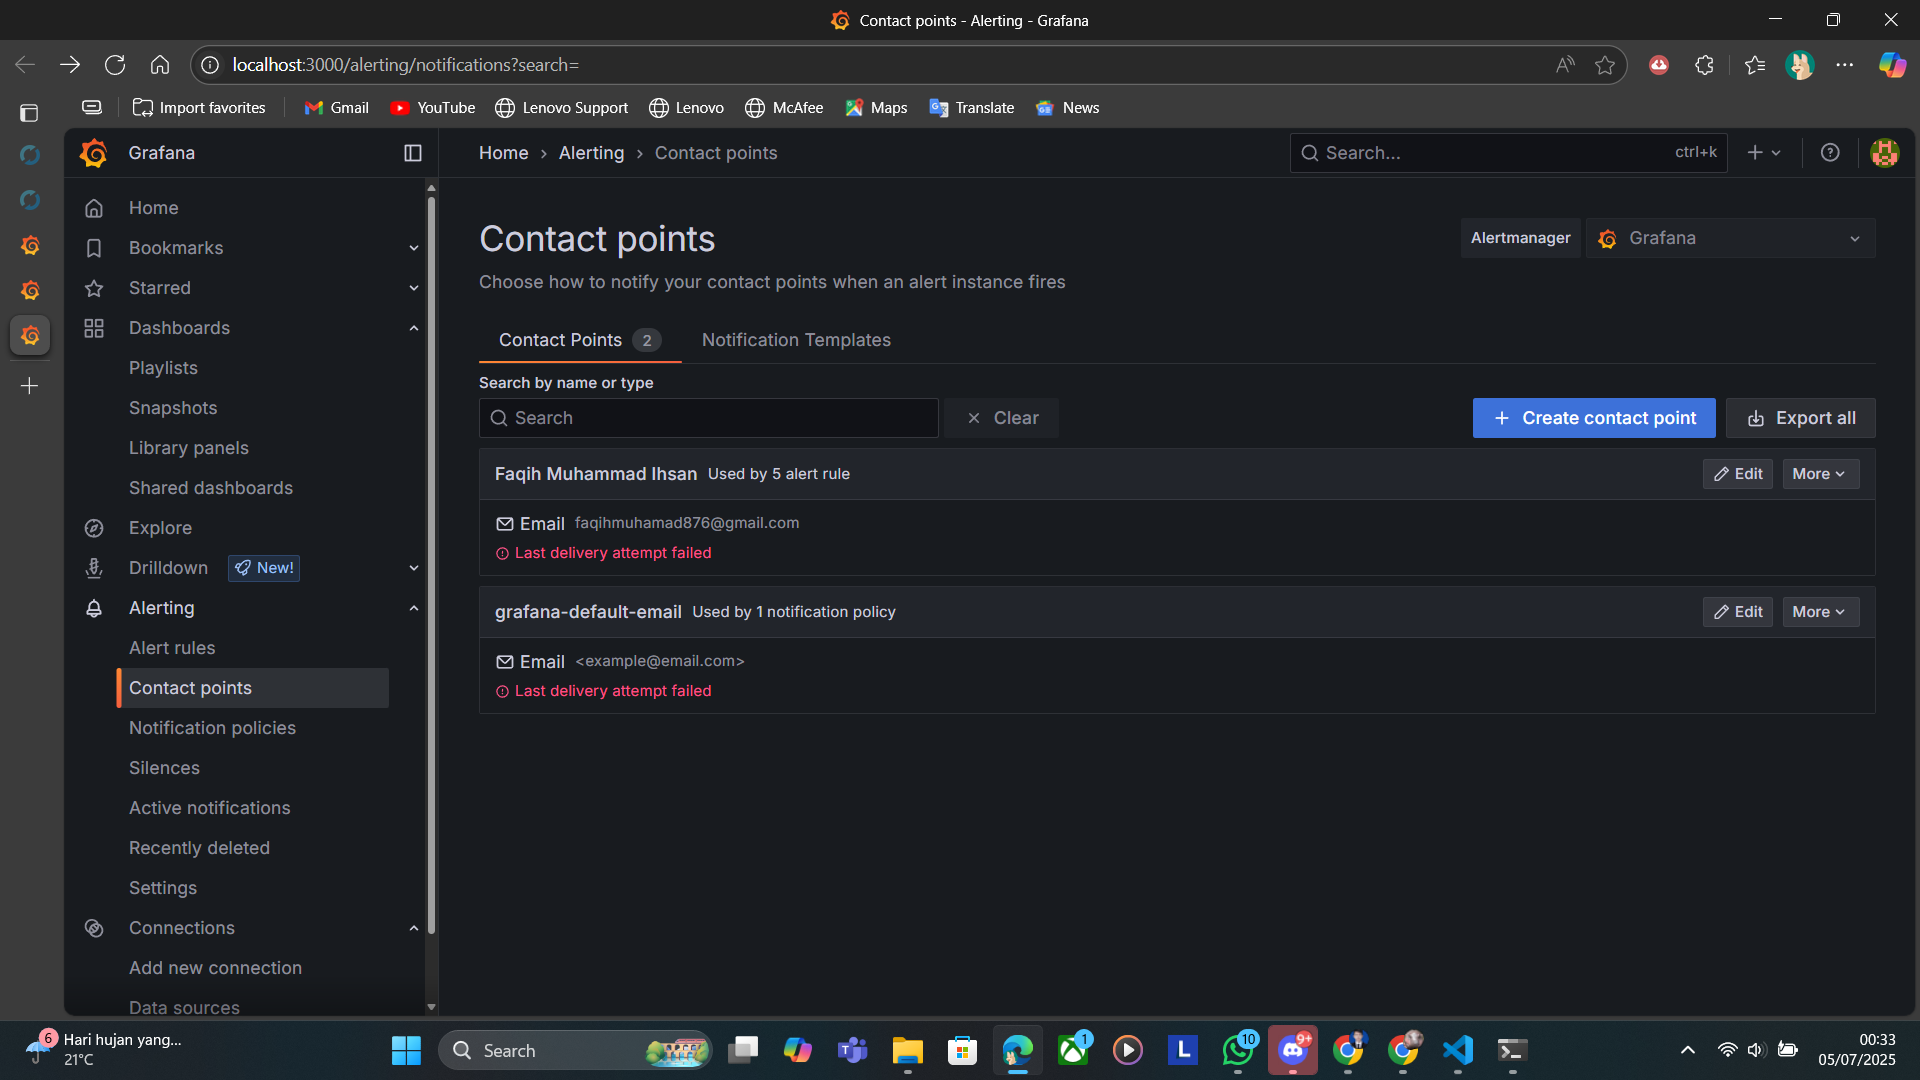 Contact points - Alerting - Grafana
localhost:3000/alerting/notifications?search=
Import favorites
Gmail
YouTube
Lenovo Support
Lenovo
McAfee
Maps
Translate
News
Grafana
Home › Alerting › Contact points
Search...
ctrl+k
Home
Bookmarks
Starred
Dashboards
Playlists
Snapshots
Library panels
Shared dashboards
Explore
Drilldown
New!
Alerting
Alert rules
Contact points
Notification policies
Silences
Active notifications
Recently deleted
Settings
Connections
Add new connection
Data sources
Contact points
Alertmanager
Grafana
Choose how to notify your contact points when an alert instance fires
Contact Points 2
Notification Templates
Search by name or type
Search
Clear
Create contact point
Export all
Faqih Muhammad Ihsan Used by 5 alert rule
Edit
More
Email faqihmuhamad876@gmail.com
Last delivery attempt failed
grafana-default-email Used by 1 notification policy
Edit
More
Email <example@email.com>
Last delivery attempt failed
6
Hari hujan yang...
21°C
Search
1
L
10
9+
00:33
05/07/2025